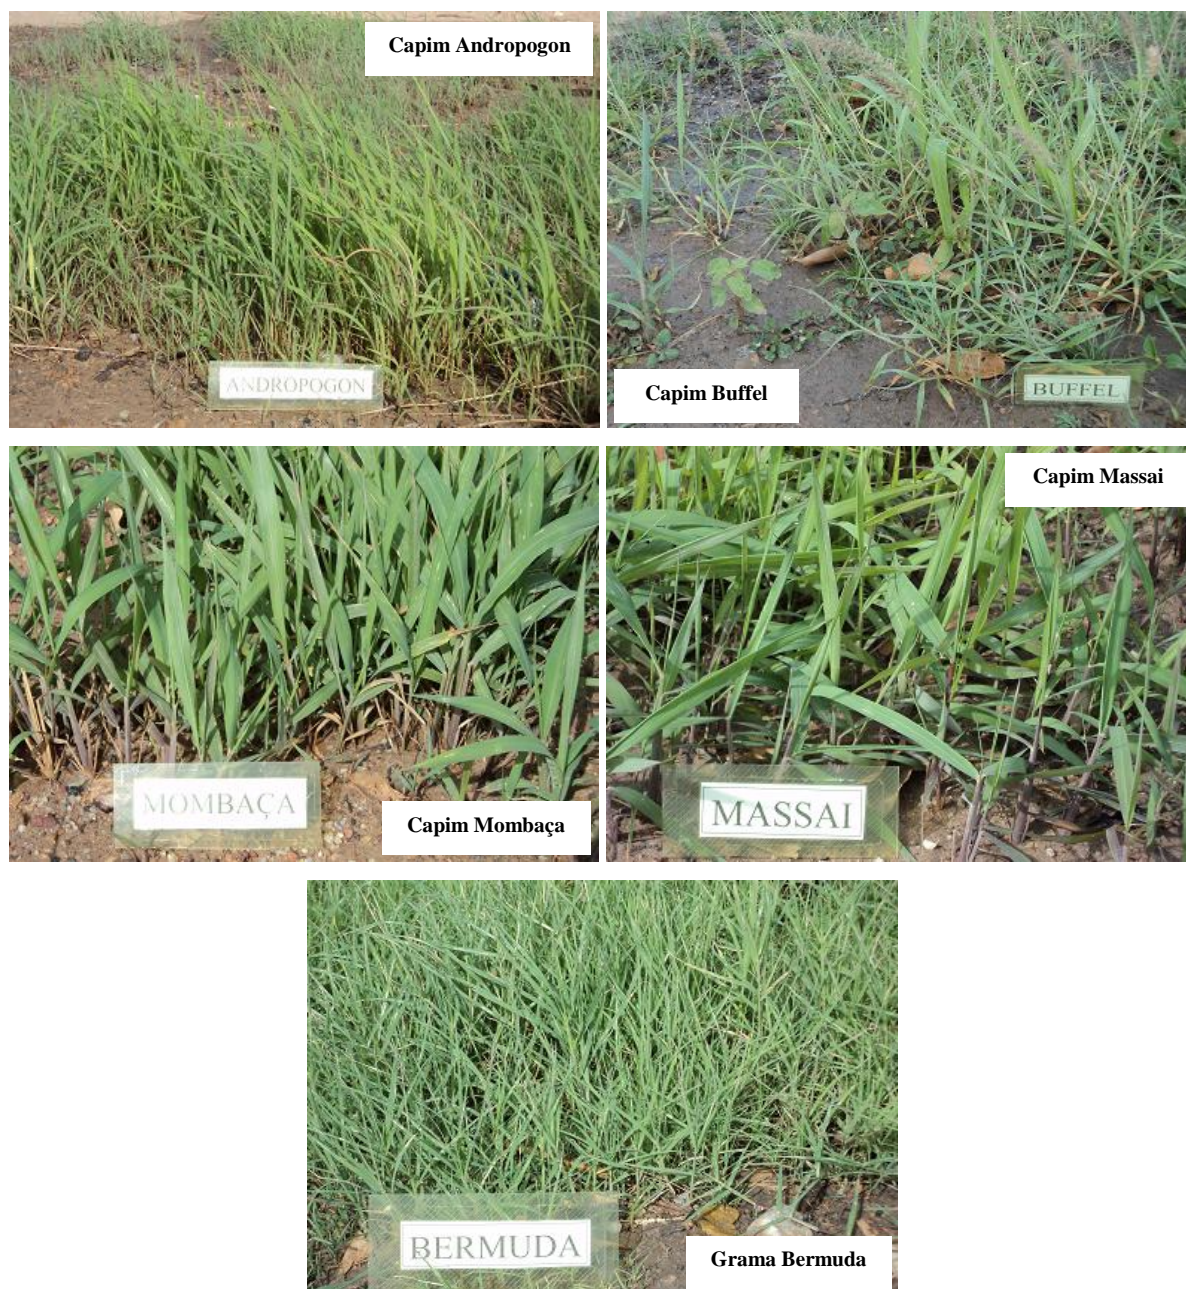 Capim Andropogon
ANDROPOGON
Capim Buffel
BUFFEL
Capim Massai
MOMBAÇA
Capim Mombaça
MASSAI
BERMUDA
Grama Bermuda